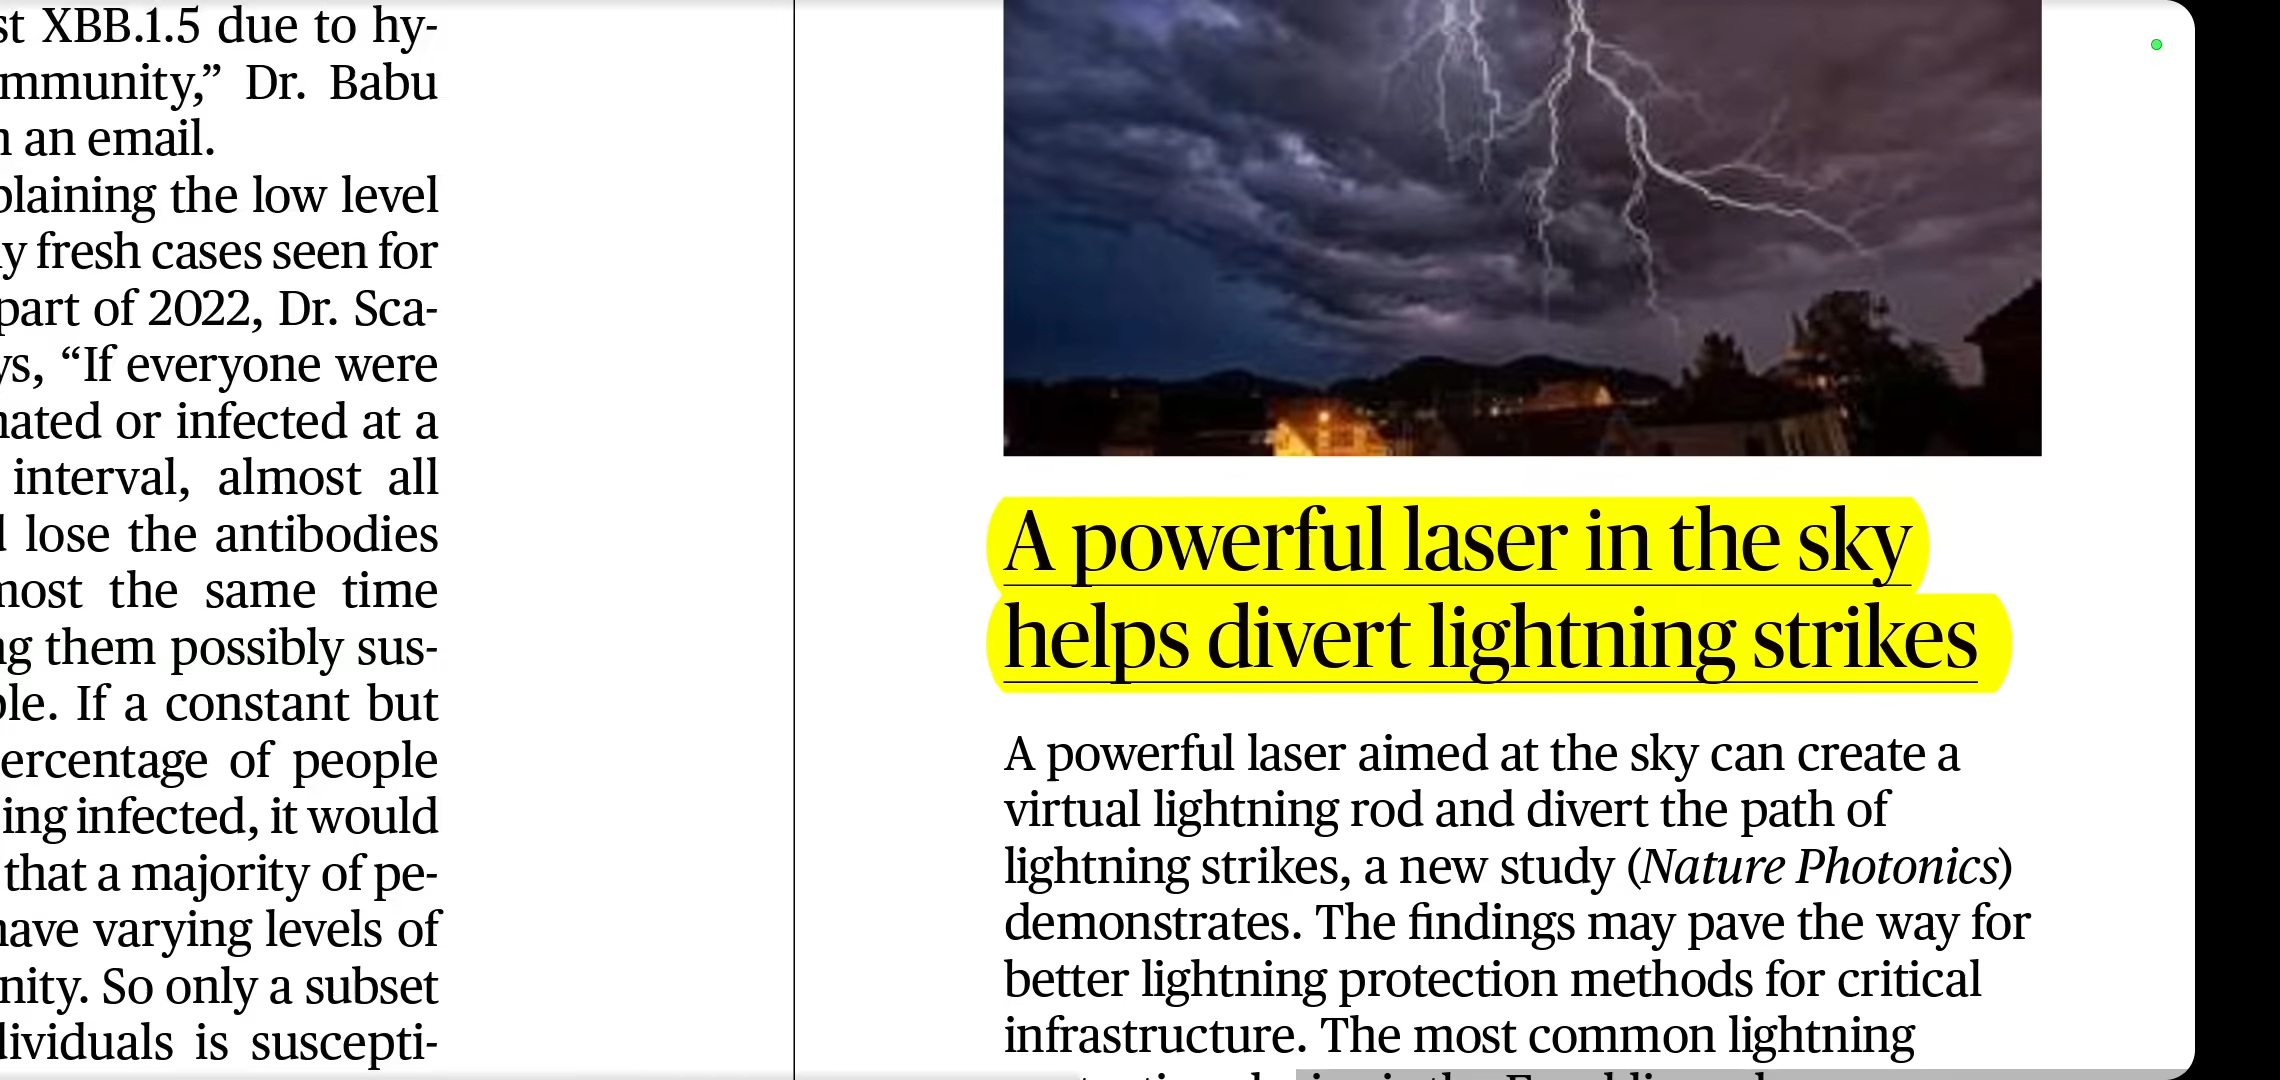 st XBB.1.5 due to hy-
mmunity,” Dr. Babu
an email.
plaining the low level
fresh cases seen for
part of 2022, Dr. Sca-
ys, “If everyone were
nated or infected at a
interval, almost all
lose the antibodies
most the same time
ng them possibly sus-
ble. If a constant but
ercentage of people
ing infected, it would
that a majority of pe-
have varying levels of
nity. So only a subset
dividuals is suscepti-
A powerful laser in the sky
helps divert lightning strikes
A powerful laser aimed at the sky can create a
virtual lightning rod and divert the path of
lightning strikes, a new study (Nature Photonics)
demonstrates. The findings may pave the way for
better lightning protection methods for critical
infrastructure. The most common lightning